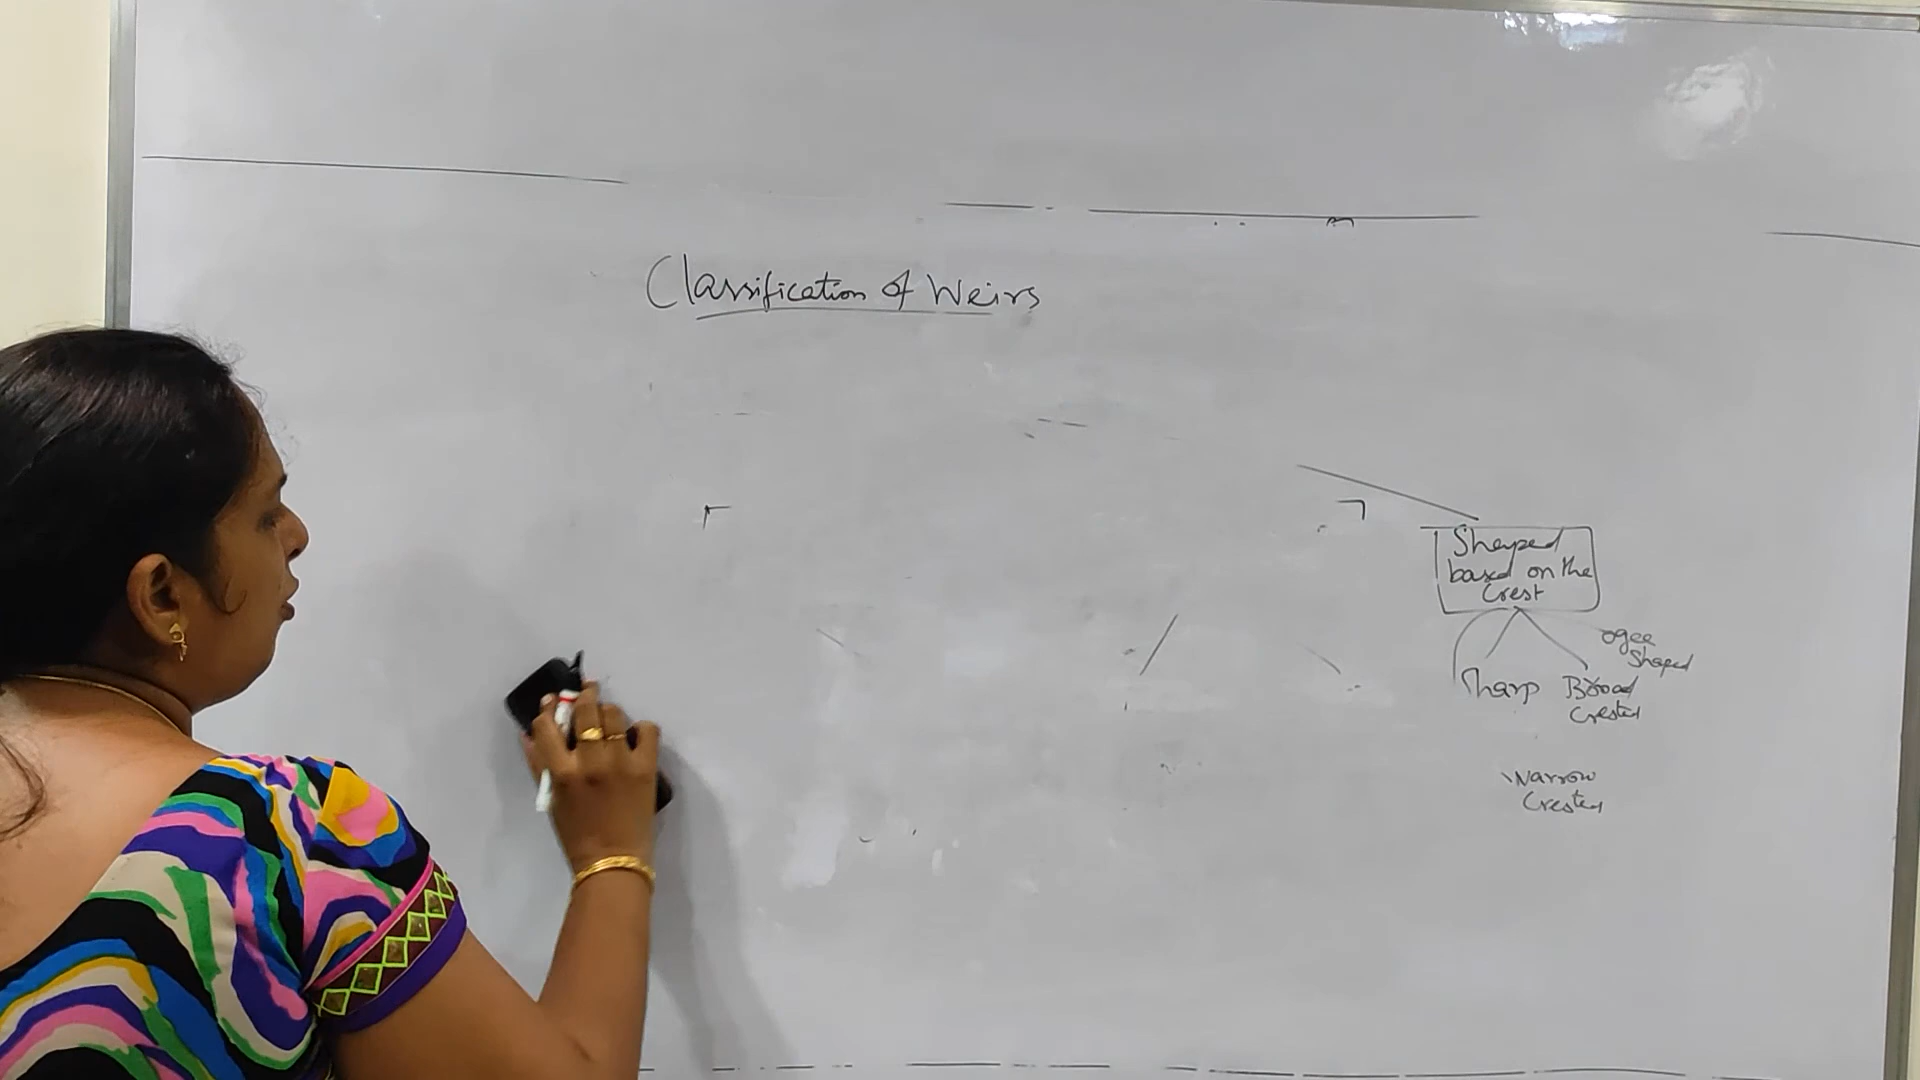 Classification of Weirs
Shaped
based on the
Crest
ogee
Shaped
Sharp
Broad
Crested
Narrow
Crested